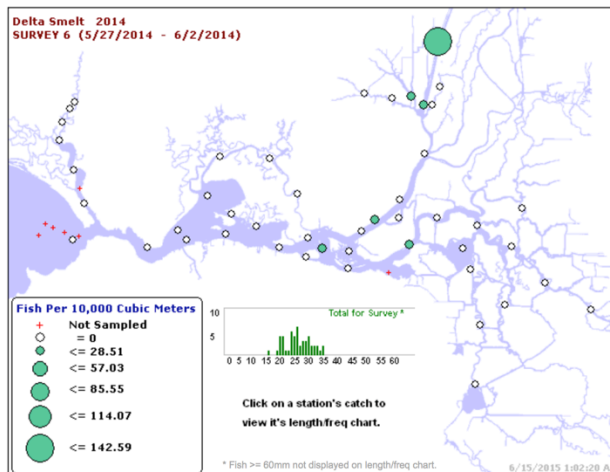 Delta Smelt 2014
SURVEY 6 (5/27/2014 - 6/2/2014)
Fish Per 10,000 Cubic Meters
Not Sampled
= 0
<= 28.51
<= 57.03
<= 85.55
<= 114.07
<= 142.59
Total for Survey *
10
5
0 5 10 15 20 25 30 35 40 45 50 55 60
Click on a station's catch to
view it's length/freq chart.
* Fish >= 60mm not displayed on length/freq chart.
6/15/2015 1:02:28 A